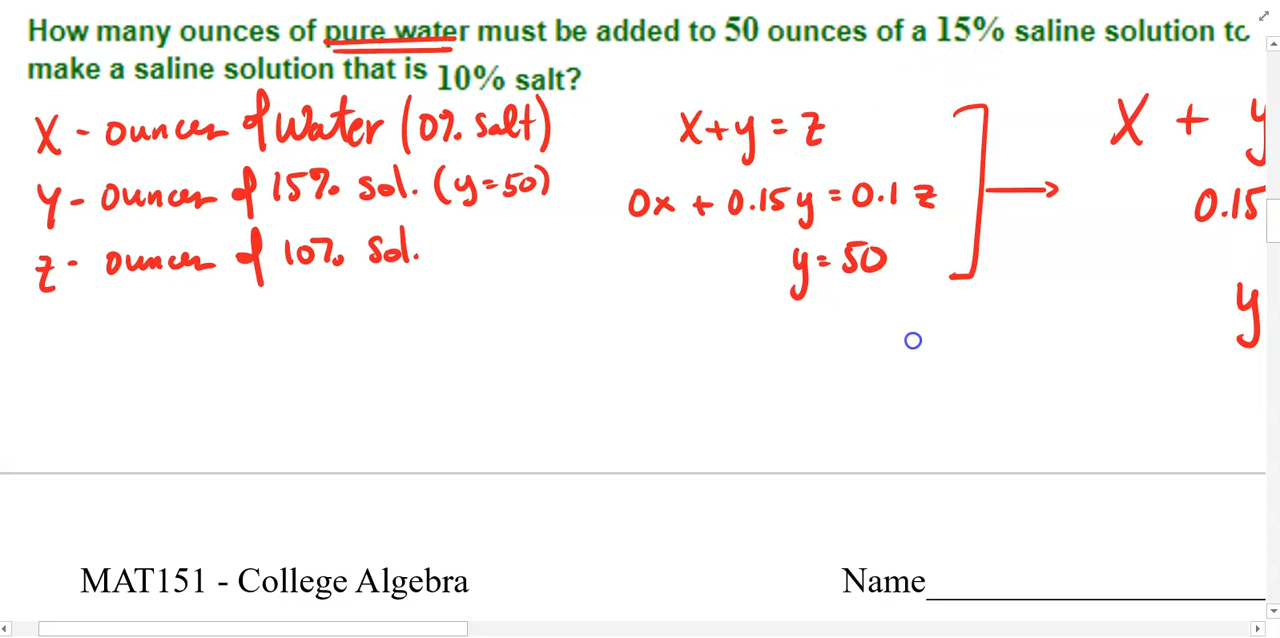 How many ounces of pure water must be added to 50 ounces of a 15% saline solution to
make a saline solution that is 10% salt?
X - ounces of water (0% salt)
Y - ounces of 15% sol. (y=50)
Z - ounces of 10% sol.
x+y=z
0x + 0.15y = 0.1z
y=50
X + y
0.15
y
MAT151 - College Algebra
Name